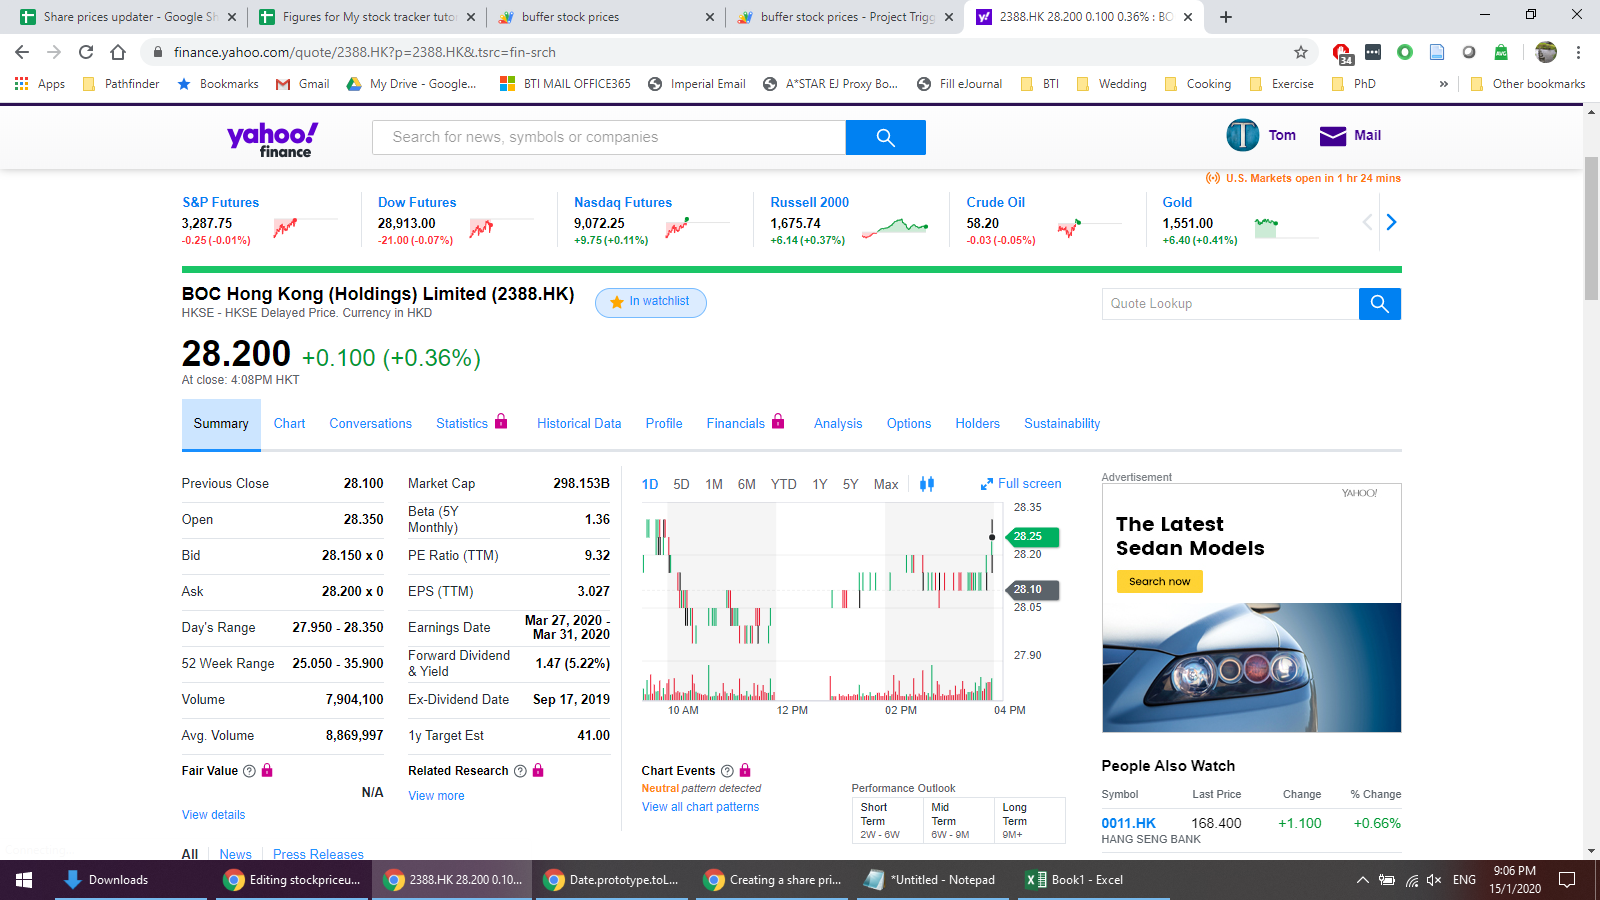 Share prices updater - Google Sh
Figures for My stock tracker tutor
buffer stock prices
buffer stock prices - Project Trigg
2388.HK 28.200 0.100 0.36% : BO
finance.yahoo.com/quote/2388.HK?p=2388.HK&.tsrc=fin-srch
34
Apps
Pathfinder
Bookmarks
Gmail
My Drive - Google...
BTI MAIL OFFICE365
Imperial Email
A*STAR EJ Proxy Bo...
Fill eJournal
BTI
Wedding
Cooking
Exercise
PhD
»
Other bookmarks
yahoo!
finance
Search for news, symbols or companies
Tom
Mail
U.S. Markets open in 1 hr 24 mins
S&P Futures
3,287.75
-0.25 (-0.01%)
Dow Futures
28,913.00
-21.00 (-0.07%)
Nasdaq Futures
9,072.25
+9.75 (+0.11%)
Russell 2000
1,675.74
+6.14 (+0.37%)
Crude Oil
58.20
-0.03 (-0.05%)
Gold
1,551.00
+6.40 (+0.41%)
BOC Hong Kong (Holdings) Limited (2388.HK)
In watchlist
HKSE - HKSE Delayed Price. Currency in HKD
Quote Lookup
28.200 +0.100 (+0.36%)
At close: 4:08PM HKT
Summary
Chart
Conversations
Statistics
Historical Data
Profile
Financials
Analysis
Options
Holders
Sustainability
Previous Close 28.100
Open 28.350
Bid 28.150 x 0
Ask 28.200 x 0
Day's Range 27.950 - 28.350
52 Week Range 25.050 - 35.900
Volume 7,904,100
Avg. Volume 8,869,997
Fair Value
N/A
View details
Market Cap 298.153B
Beta (5Y
Monthly) 1.36
PE Ratio (TTM) 9.32
EPS (TTM) 3.027
Earnings Date Mar 27, 2020 -
Mar 31, 2020
Forward Dividend
& Yield 1.47 (5.22%)
Ex-Dividend Date Sep 17, 2019
1y Target Est 41.00
Related Research
View more
1D 5D 1M 6M YTD 1Y 5Y Max
Full screen
28.35
28.25
28.20
28.10
28.05
27.90
10 AM
12 PM
02 PM
04 PM
Chart Events
Neutral pattern detected
View all chart patterns
Performance Outlook
Short
Term
2W - 6W
Mid
Term
6W - 9M
Long
Term
9M+
Advertisement
YAHOO!
The Latest
Sedan Models
Search now
People Also Watch
Symbol Last Price Change % Change
0011.HK 168.400 +1.100 +0.66%
HANG SENG BANK
All
News
Press Releases
Downloads
Editing stockpriceu...
2388.HK 28.200 0.10...
Date.prototype.toL...
Creating a share pri...
*Untitled - Notepad
Book1 - Excel
ENG
9:06 PM
15/1/2020